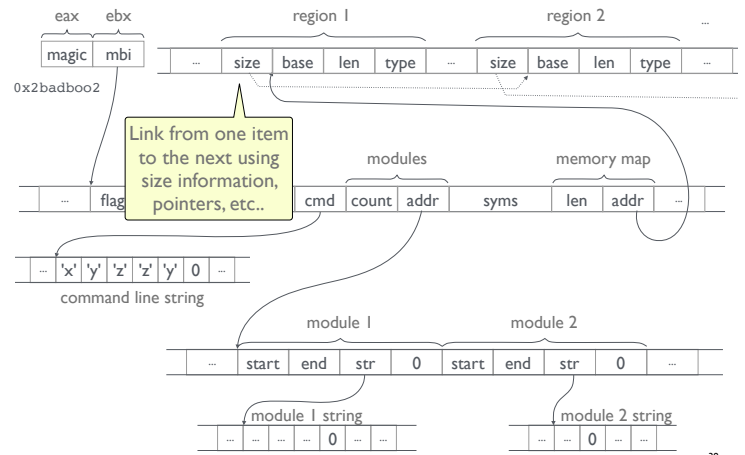 eax ebx region 1 region 2 ...
magic mbi ... size base len type ... size base len type ...
0x2badboo2
Link from one item
to the next using
size information,
pointers, etc..
modules memory map
... flag cmd count addr syms len addr ...
... 'x' 'y' 'z' 'z' 'y' 0 ...
command line string
module 1 module 2
... start end str 0 start end str 0 ...
module 1 string module 2 string
... ... ... ... 0 ... ... ... ... 0 ... ...